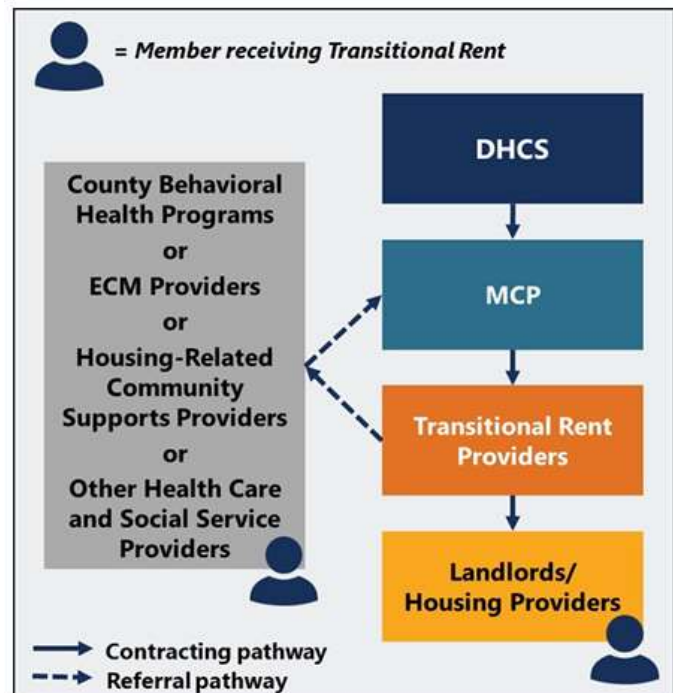 = Member receiving Transitional Rent
DHCS
County Behavioral
Health Programs
or
ECM Providers
or
Housing-Related
Community
Supports Providers
or
Other Health Care
and Social Service
Providers
MCP
Transitional Rent
Providers
Landlords/
Housing Providers
Contracting pathway
Referral pathway